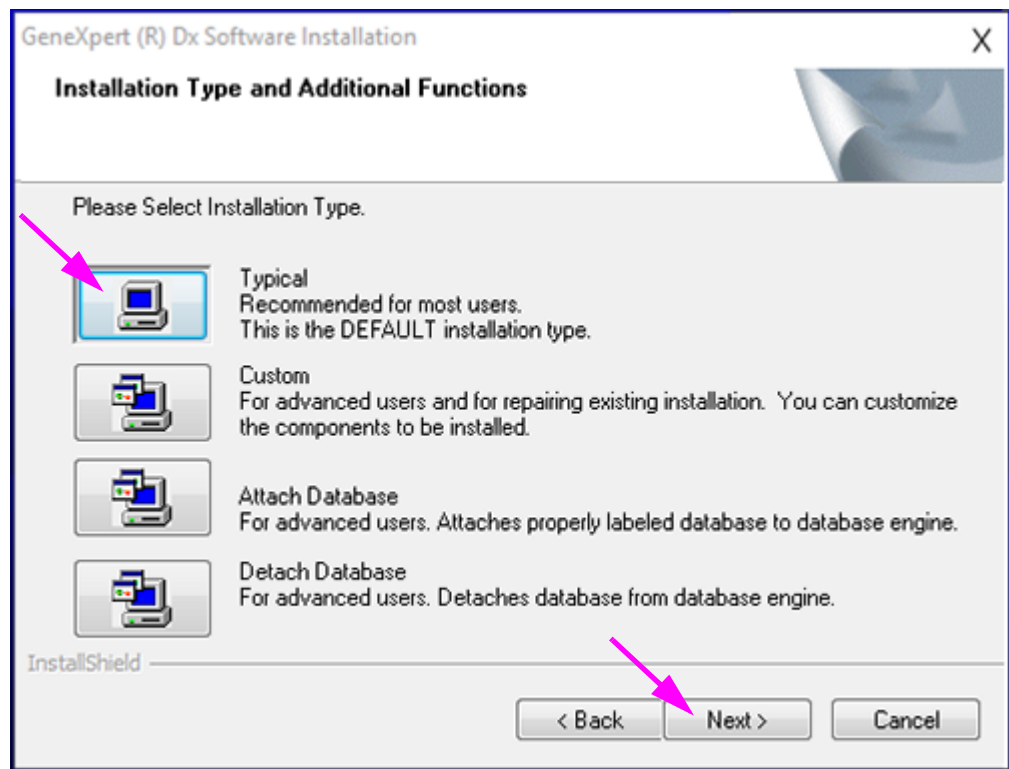 GeneXpert (R) Dx Software Installation
X
Installation Type and Additional Functions
Please Select Installation Type.
Typical
Recommended for most users.
This is the DEFAULT installation type.
Custom
For advanced users and for repairing existing installation.  You can customize
the components to be installed.
Attach Database
For advanced users. Attaches properly labeled database to database engine.
Detach Database
For advanced users. Detaches database from database engine.
InstallShield
< Back
Next >
Cancel